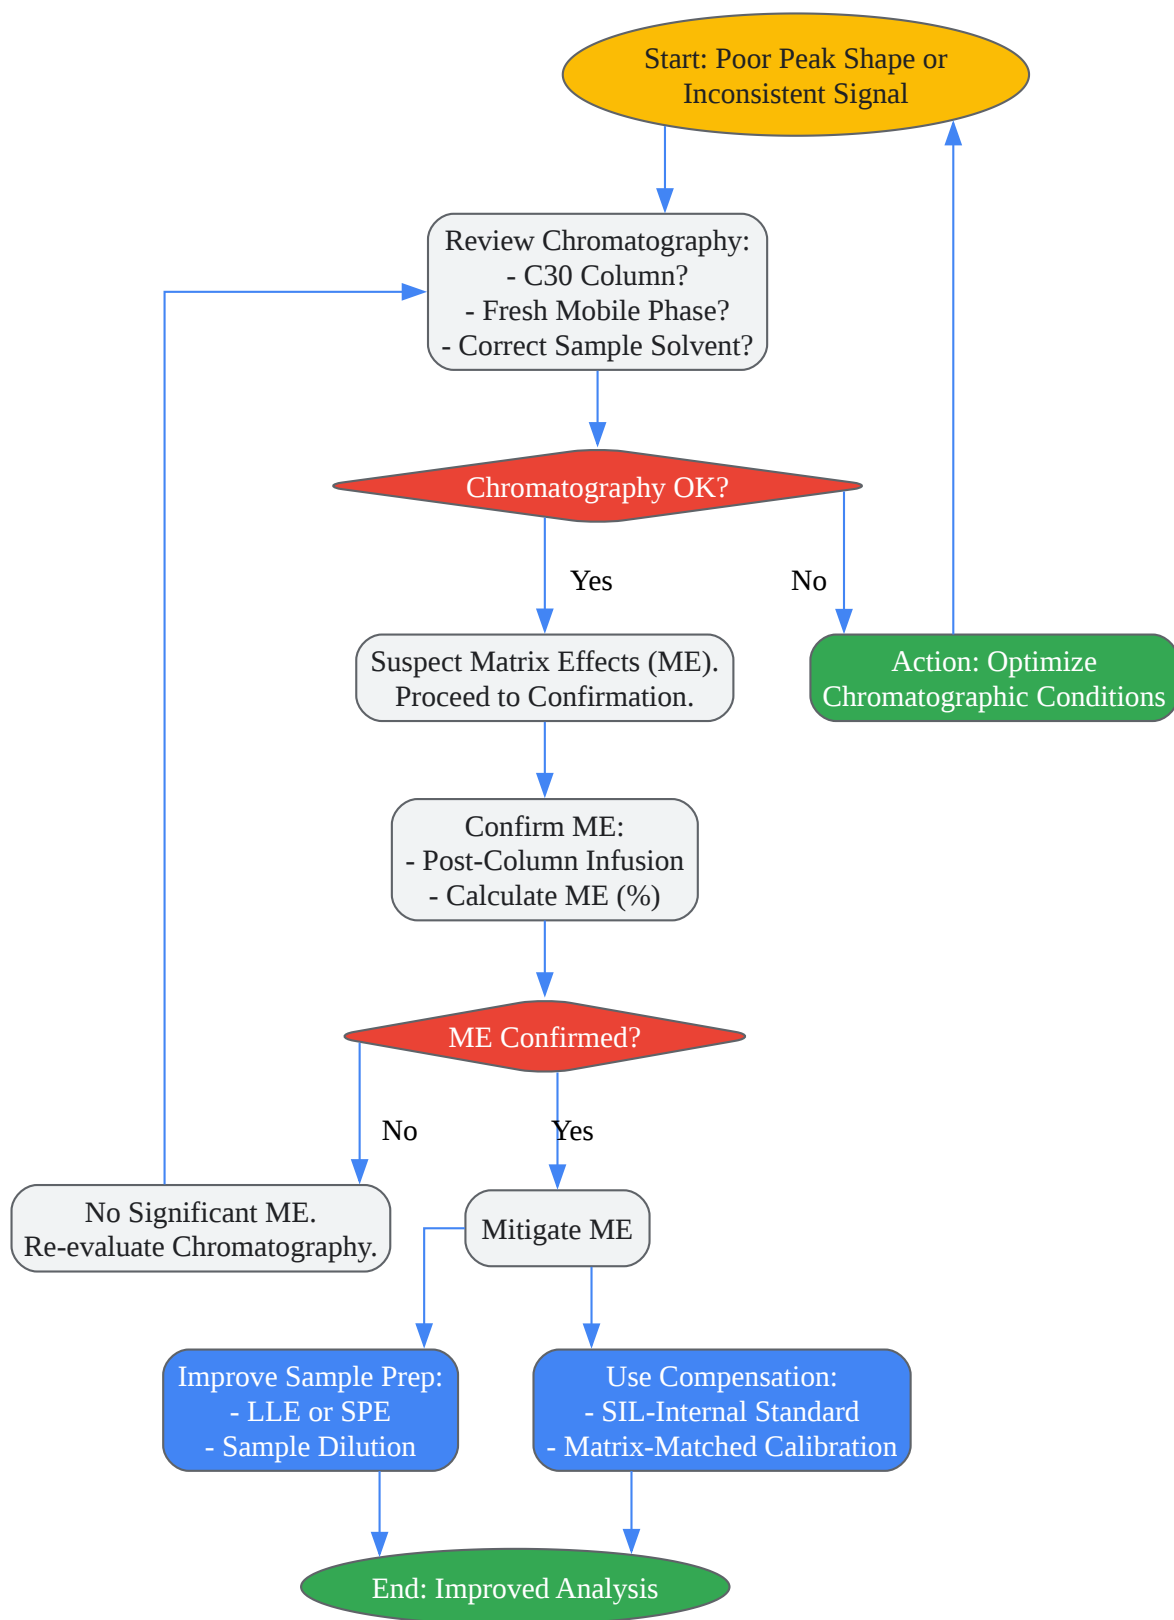 Start: Poor Peak Shape or
Inconsistent Signal
Review Chromatography:
- C30 Column?
- Fresh Mobile Phase?
- Correct Sample Solvent?
Chromatography OK?
Yes
No
Suspect Matrix Effects (ME).
Proceed to Confirmation.
Action: Optimize
Chromatographic Conditions
Confirm ME:
- Post-Column Infusion
- Calculate ME (%)
ME Confirmed?
No
Yes
No Significant ME.
Re-evaluate Chromatography.
Mitigate ME
Improve Sample Prep:
- LLE or SPE
- Sample Dilution
Use Compensation:
- SIL-Internal Standard
- Matrix-Matched Calibration
End: Improved Analysis